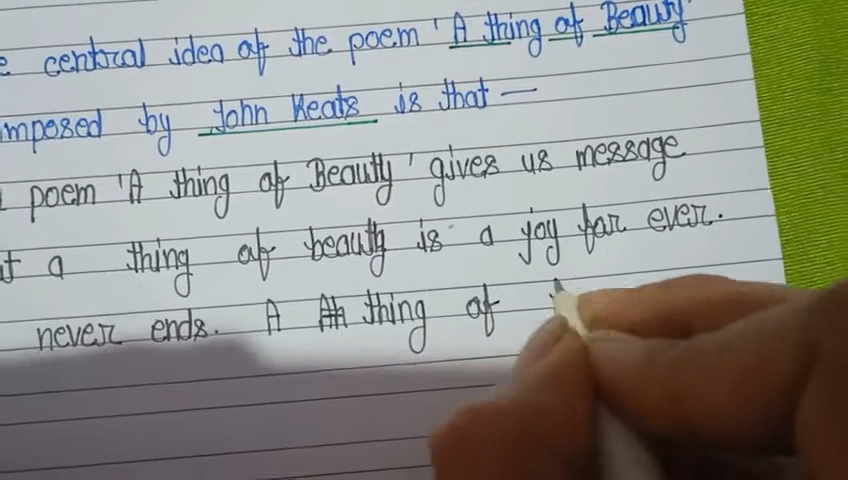 central idea of the poem 'A thing of Beauty'
mposed by John Keats is that —
poem 'A thing of Beauty' gives us message
a thing of beauty is a joy for ever.
never ends. A thing of